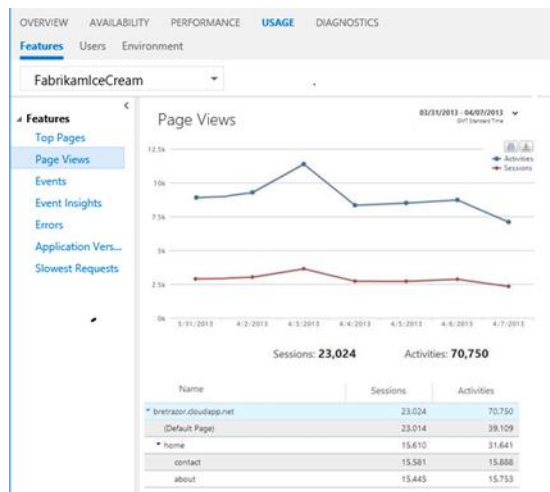 OVERVIEW AVAILABILITY PERFORMANCE USAGE DIAGNOSTICS
Features Users Environment
FabrikamIceCream
Features
Top Pages
Page Views
Events
Event Insights
Errors
Application Vers...
Slowest Requests
Page Views
03/31/2013 - 04/07/2013
GMT Standard Time
Activities
Sessions
12.5k
10k
7.5k
5k
2.5k
0k
3/31/2013 4/2/2013 4/3/2013 4/4/2013 4/5/2013 4/6/2013 4/7/2013
Sessions: 23,024 Activities: 70,750
Name Sessions Activities
bretrazor.cloudapp.net 23,024 70,750
(Default Page) 23,014 39,109
home 15,610 31,641
contact 15,581 15,888
about 15,445 15,753